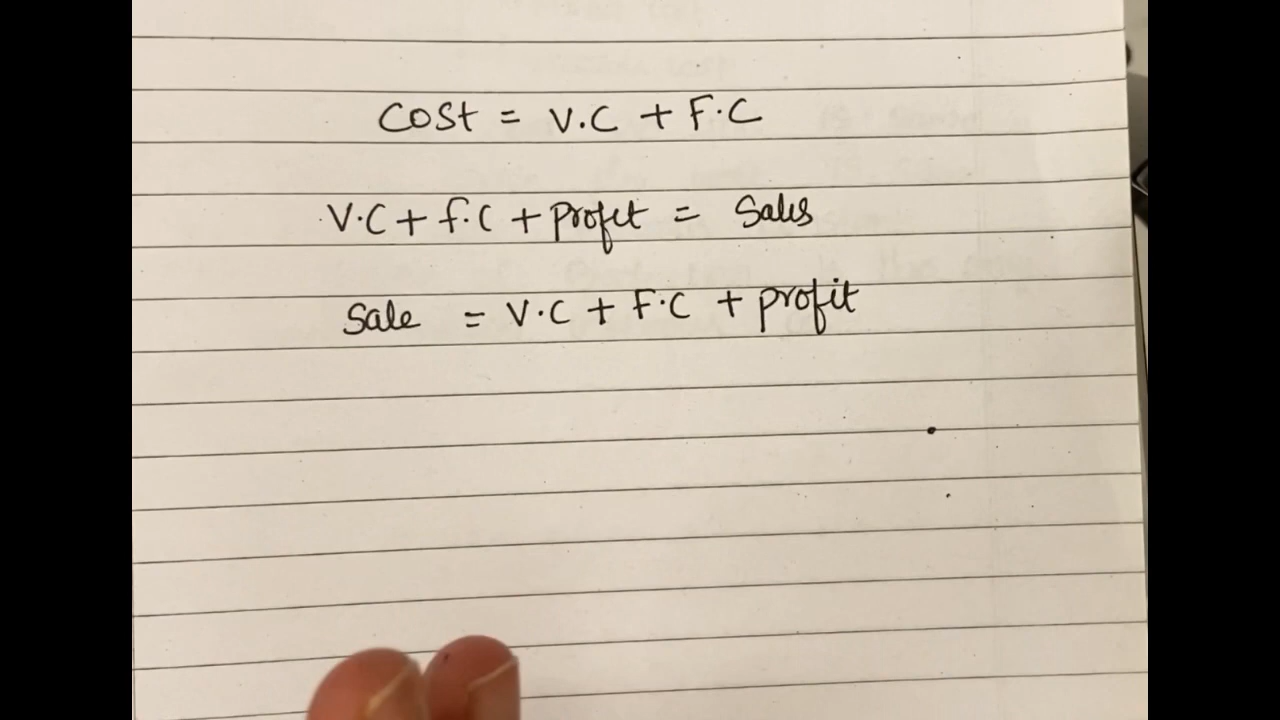 Cost = V.C + F.C
V.C + f.C + Profit = Sales
Sale = V.C + F.C + profit